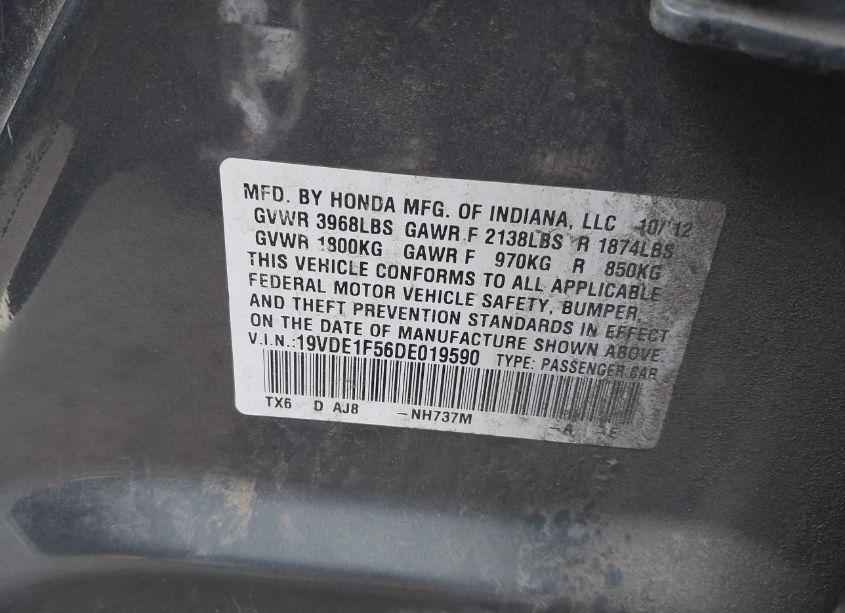 MFD. BY HONDA MFG. OF INDIANA, LLC 10/12
GVWR 3968LBS GAWR F 2138LBS R 1874LBS
GVWR 1800KG GAWR F 970KG R 850KG
THIS VEHICLE CONFORMS TO ALL APPLICABLE
FEDERAL MOTOR VEHICLE SAFETY, BUMPER,
AND THEFT PREVENTION STANDARDS IN EFFECT
ON THE DATE OF MANUFACTURE SHOWN ABOVE.
V.I.N.:19VDE1F56DE019590 TYPE: PASSENGER CAR
TX6 D AJ8 -NH737M -A